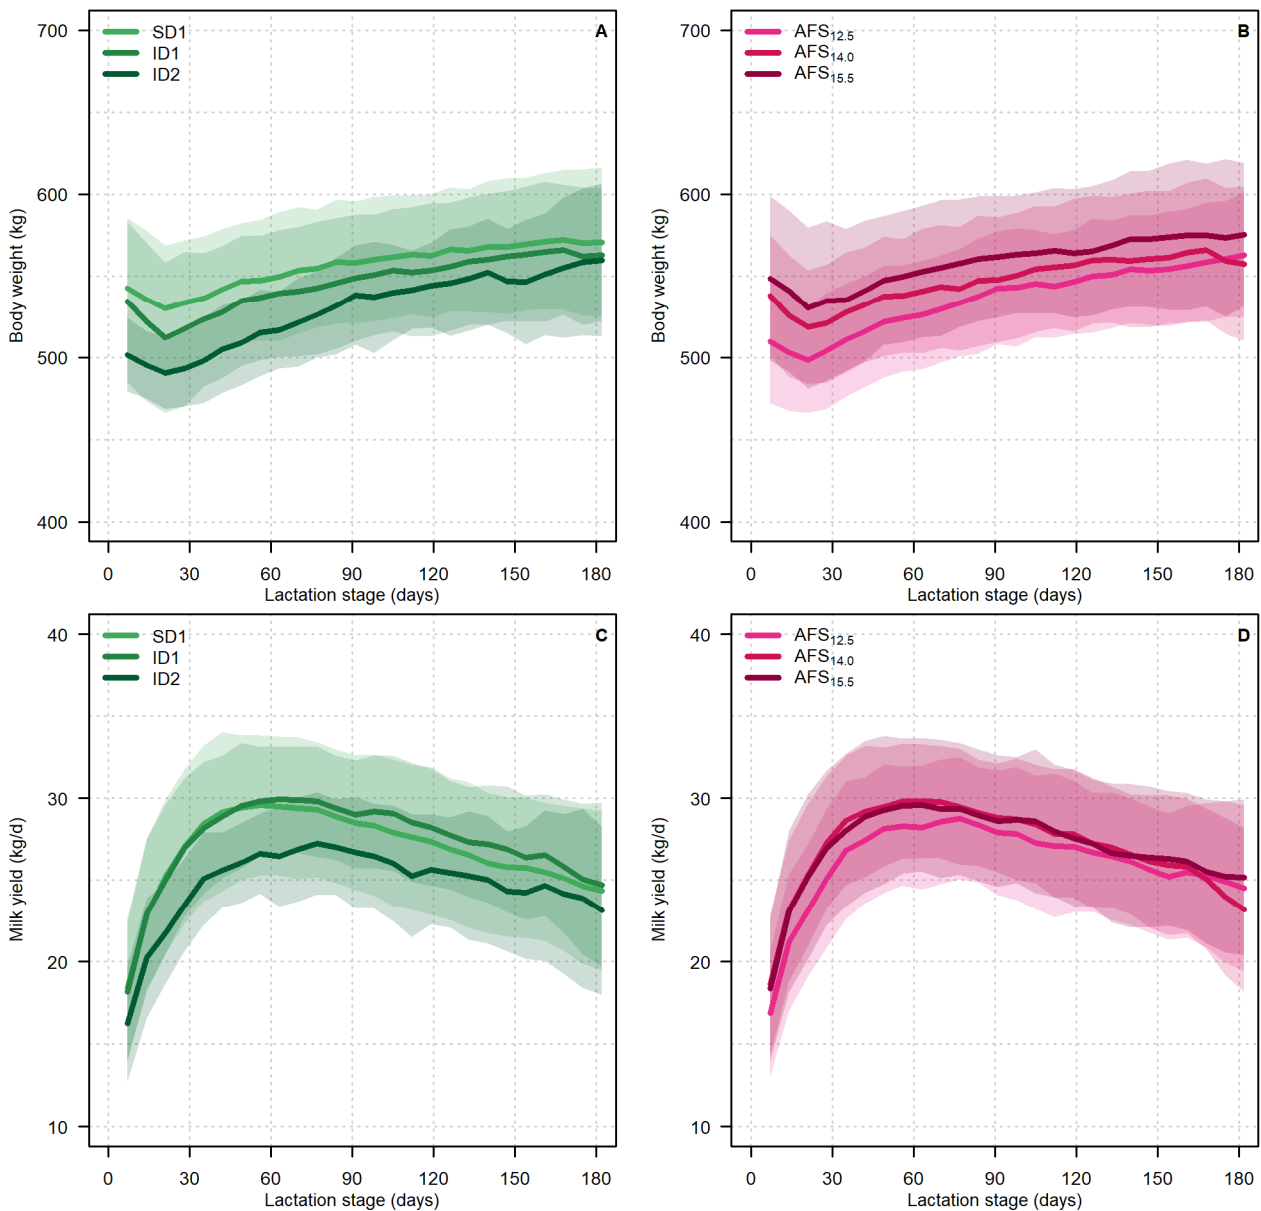 A
SD1
ID1
ID2
700
600
500
400
Body weight (kg)
0 30 60 90 120 150 180
Lactation stage (days)
B
AFS12.5
AFS14.0
AFS15.5
700
600
500
400
Body weight (kg)
0 30 60 90 120 150 180
Lactation stage (days)
C
SD1
ID1
ID2
40
30
20
10
Milk yield (kg/d)
0 30 60 90 120 150 180
Lactation stage (days)
D
AFS12.5
AFS14.0
AFS15.5
40
30
20
10
Milk yield (kg/d)
0 30 60 90 120 150 180
Lactation stage (days)